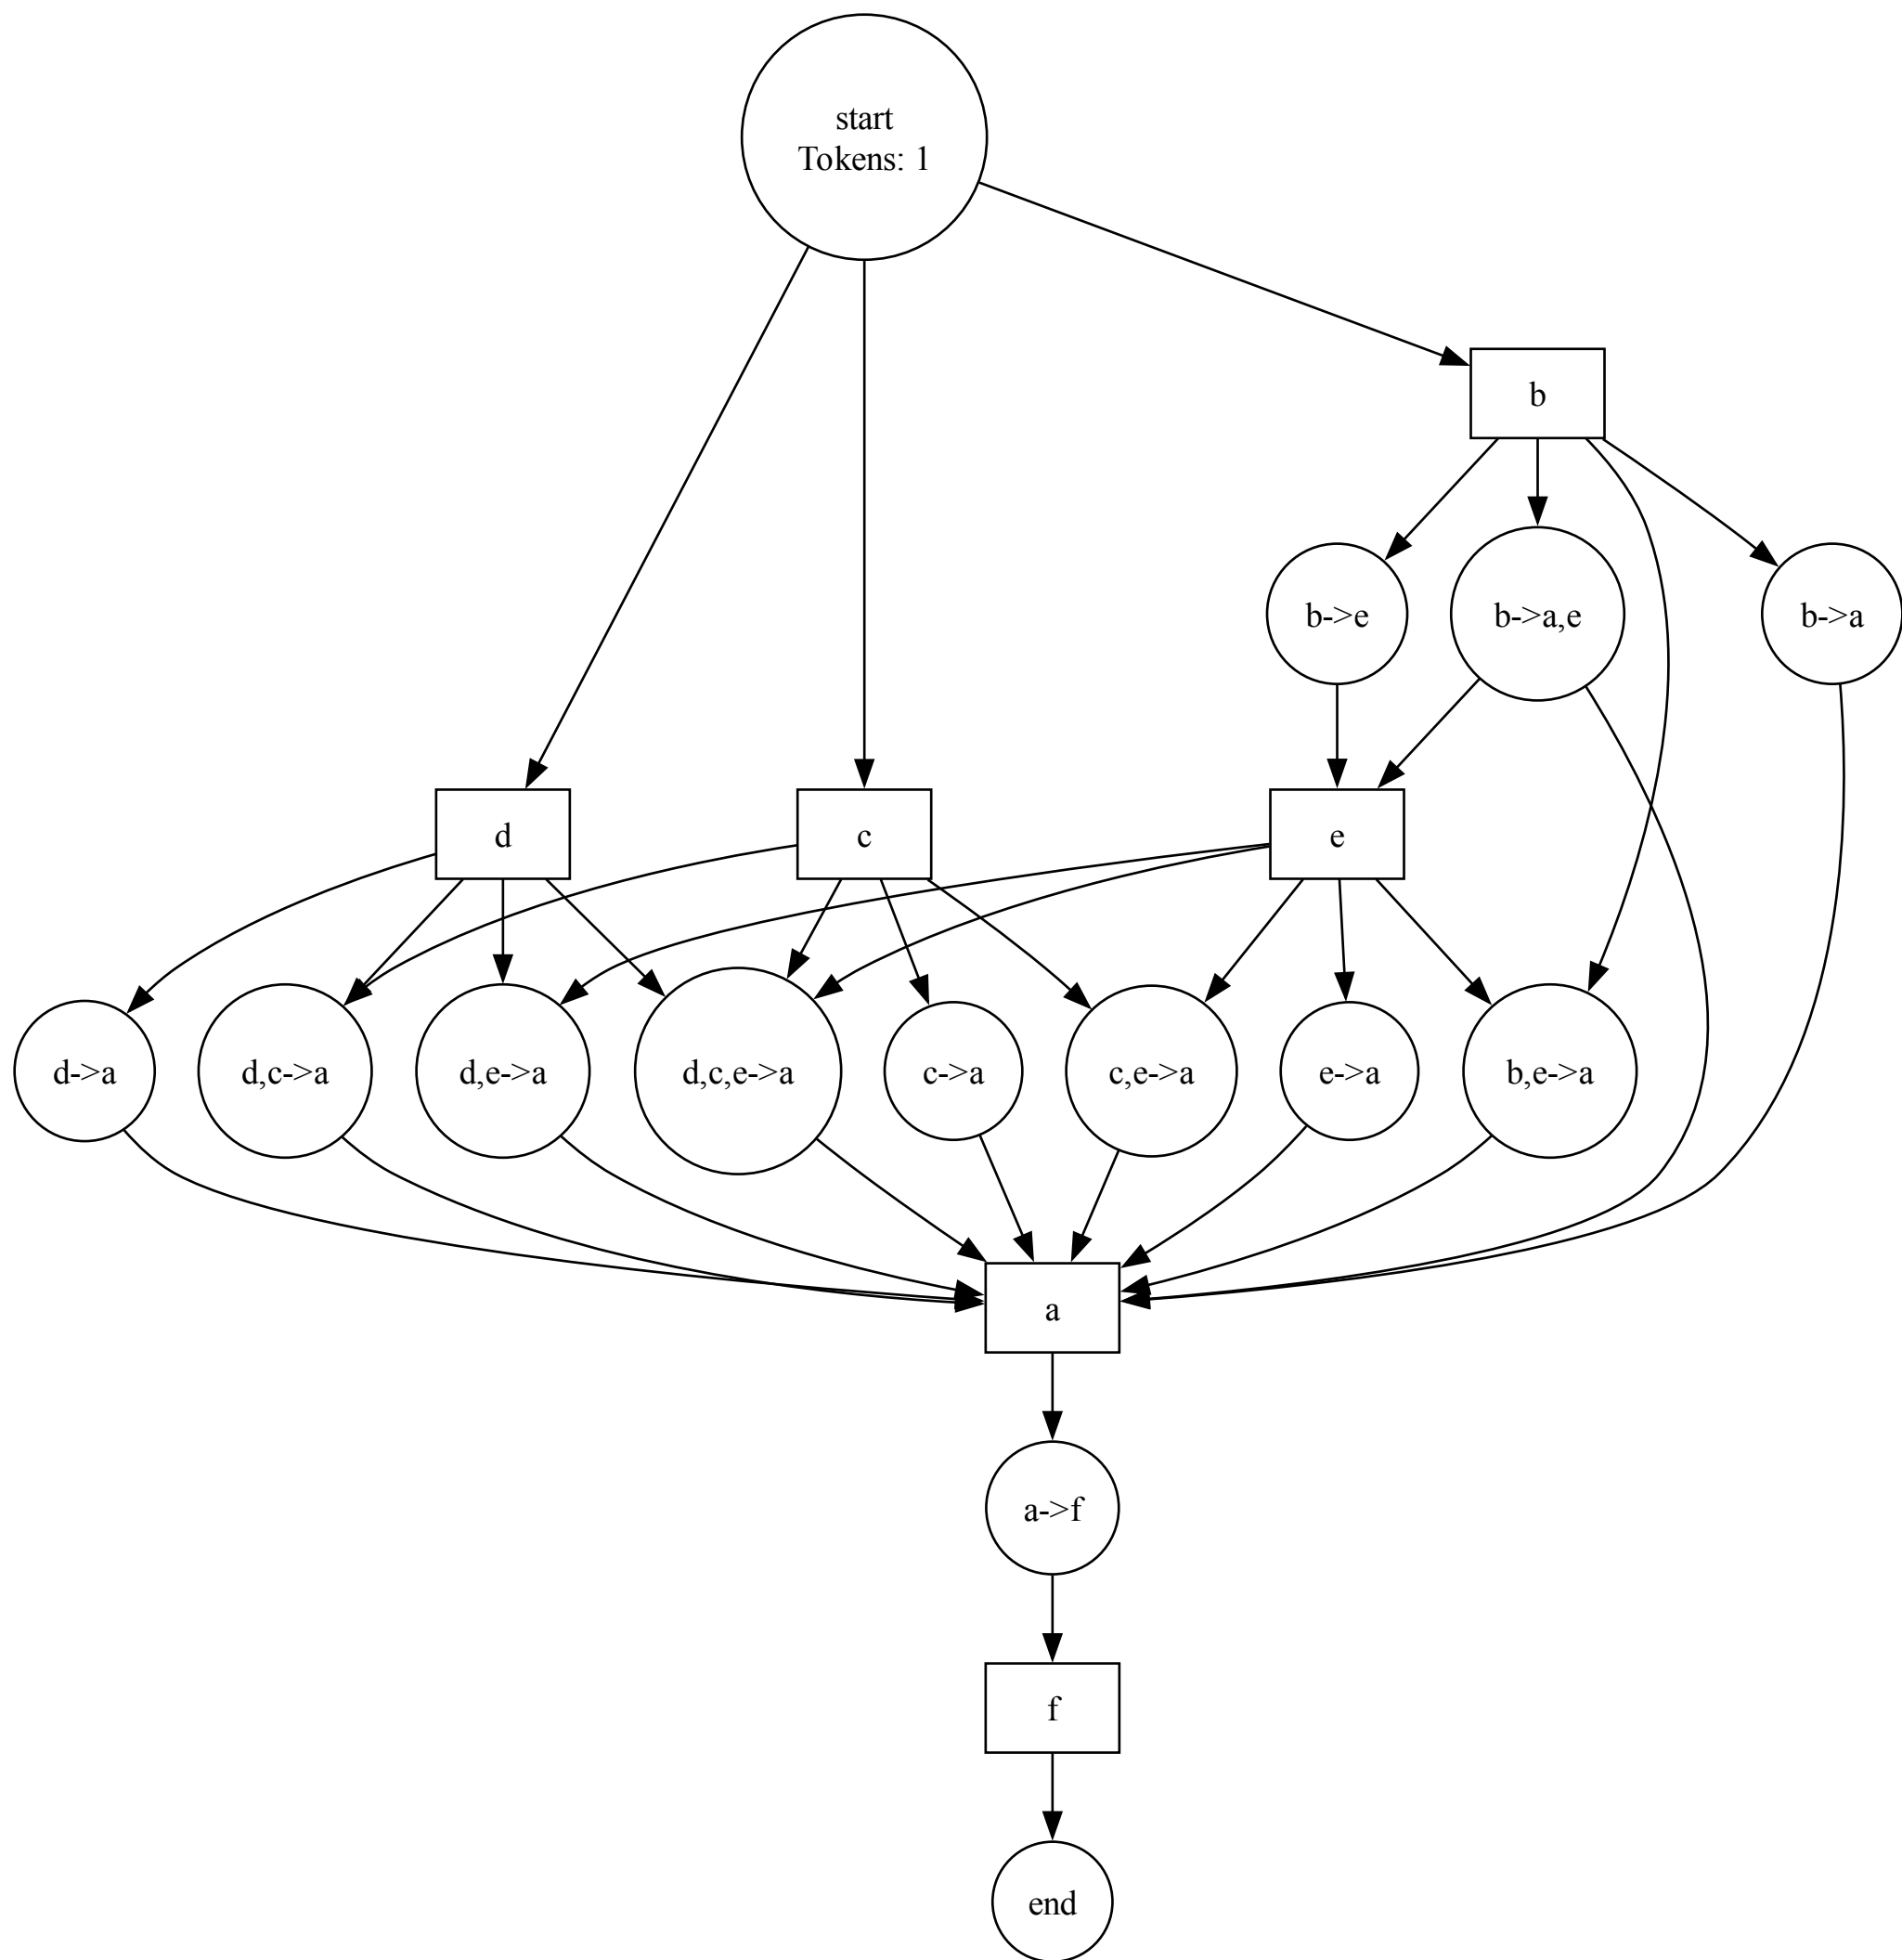 start
Tokens: 1
b
b->e
b->a,e
b->a
d
c
e
d->a
d,c->a
d,e->a
d,c,e->a
c->a
c,e->a
e->a
b,e->a
a
a->f
f
end